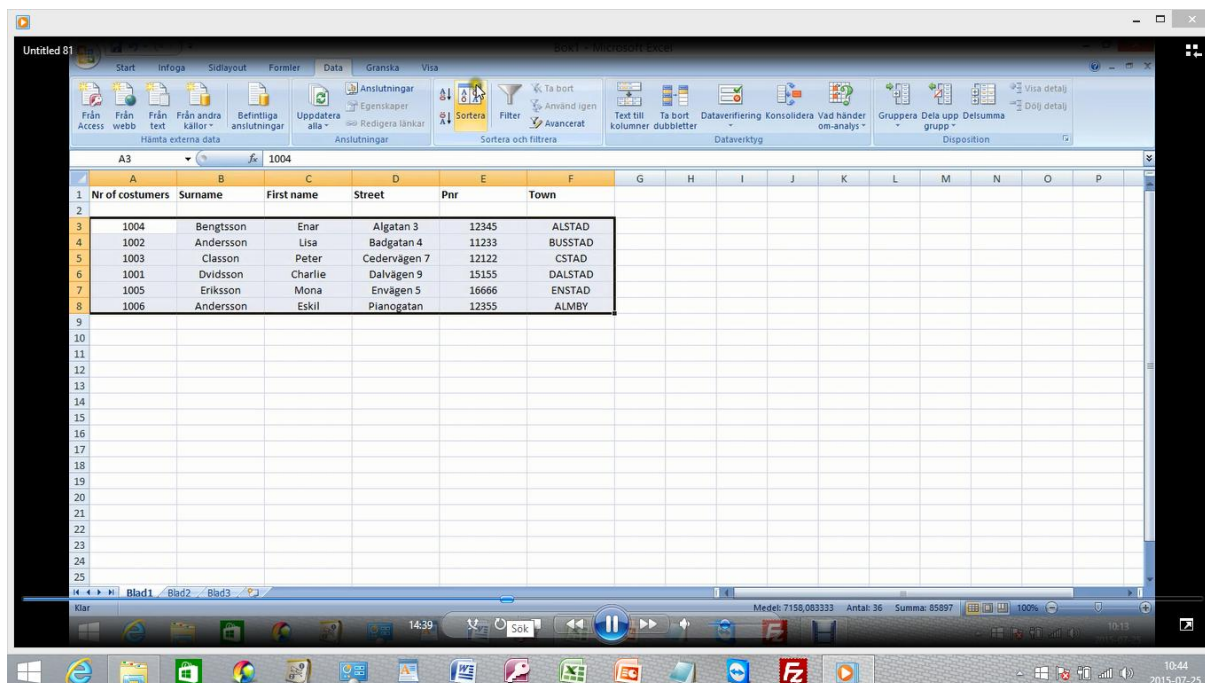 Untitled 81
Bok1 - Microsoft Excel
Start Infoga Sidlayout Formler Data Granska Visa
Från Access
Från webb
Från text
Från andra källor
Befintliga anslutningar
Hämta externa data
Uppdatera alla
Anslutningar
Egenskaper
Redigera länkar
Anslutningar
Sortera
Filter
Ta bort
Använd igen
Avancerat
Sortera och filtrera
Text till kolumner
Ta bort dubbletter
Dataverifiering
Konsolidera
Vad händer om-analys
Dataverktyg
Gruppera
Dela upp grupp
Delsumma
Visa detalj
Dölj detalj
Disposition
A3 fx 1004
A B C D E F G H I J K L M N O P
1 Nr of costumers Surname First name Street Pnr Town
2
3 1004 Bengtsson Enar Algatan 3 12345 ALSTAD
4 1002 Andersson Lisa Badgatan 4 11233 BUSSTAD
5 1003 Classon Peter Cedervägen 7 12122 CSTAD
6 1001 Dvidsson Charlie Dalvägen 9 15155 DALSTAD
7 1005 Eriksson Mona Envägen 5 16666 ENSTAD
8 1006 Andersson Eskil Pianogatan 12355 ALMBY
9
10
11
12
13
14
15
16
17
18
19
20
21
22
23
24
25
Blad1 Blad2 Blad3
Klar Medel: 7158,083333 Antal: 36 Summa: 85897 100%
14:39 Sök 10:13
2015-07-25
10:44
2015-07-25